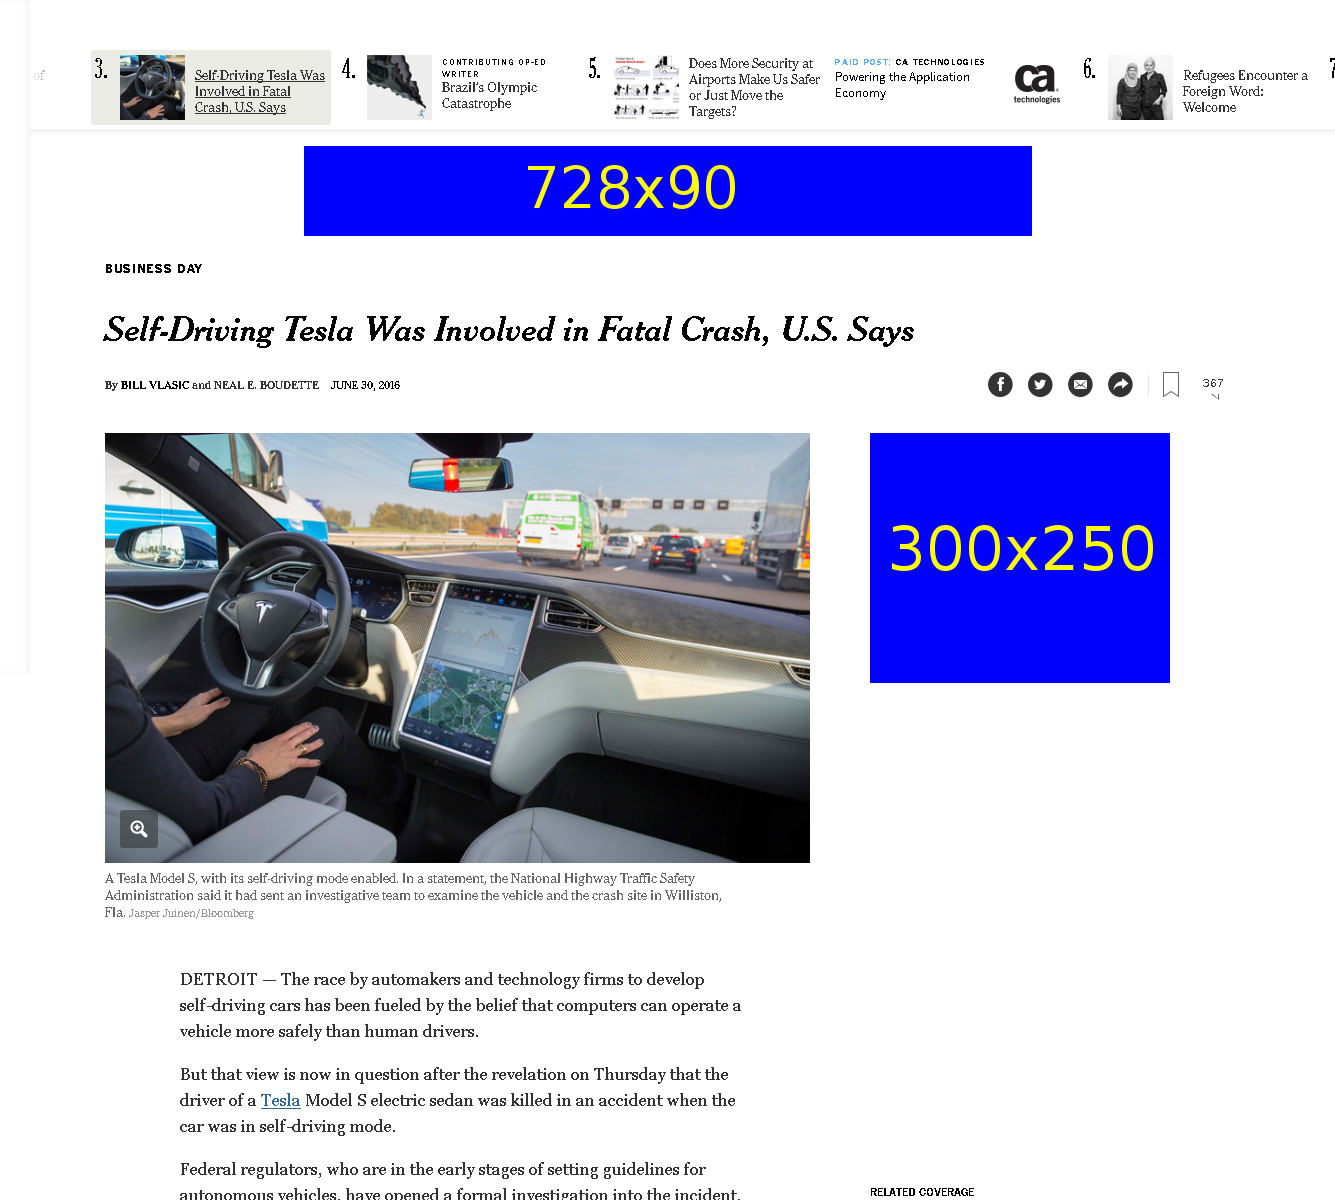 of
3.
Self-Driving Tesla Was
Involved in Fatal
Crash, U.S. Says
4.
CONTRIBUTING OP-ED
WRITER
Brazil's Olympic
Catastrophe
5.
Does More Security at
Airports Make Us Safer
or Just Move the
Targets?
PAID POST: CA TECHNOLOGIES
Powering the Application
Economy
ca
technologies
6.
Refugees Encounter a
Foreign Word:
Welcome
7
728x90
BUSINESS DAY
Self-Driving Tesla Was Involved in Fatal Crash, U.S. Says
By BILL VLASIC and NEAL E. BOUDETTE JUNE 30, 2016
367
300x250
A Tesla Model S, with its self-driving mode enabled. In a statement, the National Highway Traffic Safety
Administration said it had sent an investigative team to examine the vehicle and the crash site in Williston,
Fla. Jasper Juinen/Bloomberg
DETROIT — The race by automakers and technology firms to develop
self-driving cars has been fueled by the belief that computers can operate a
vehicle more safely than human drivers.
But that view is now in question after the revelation on Thursday that the
driver of a Tesla Model S electric sedan was killed in an accident when the
car was in self-driving mode.
Federal regulators, who are in the early stages of setting guidelines for
autonomous vehicles, have opened a formal investigation into the incident,
RELATED COVERAGE